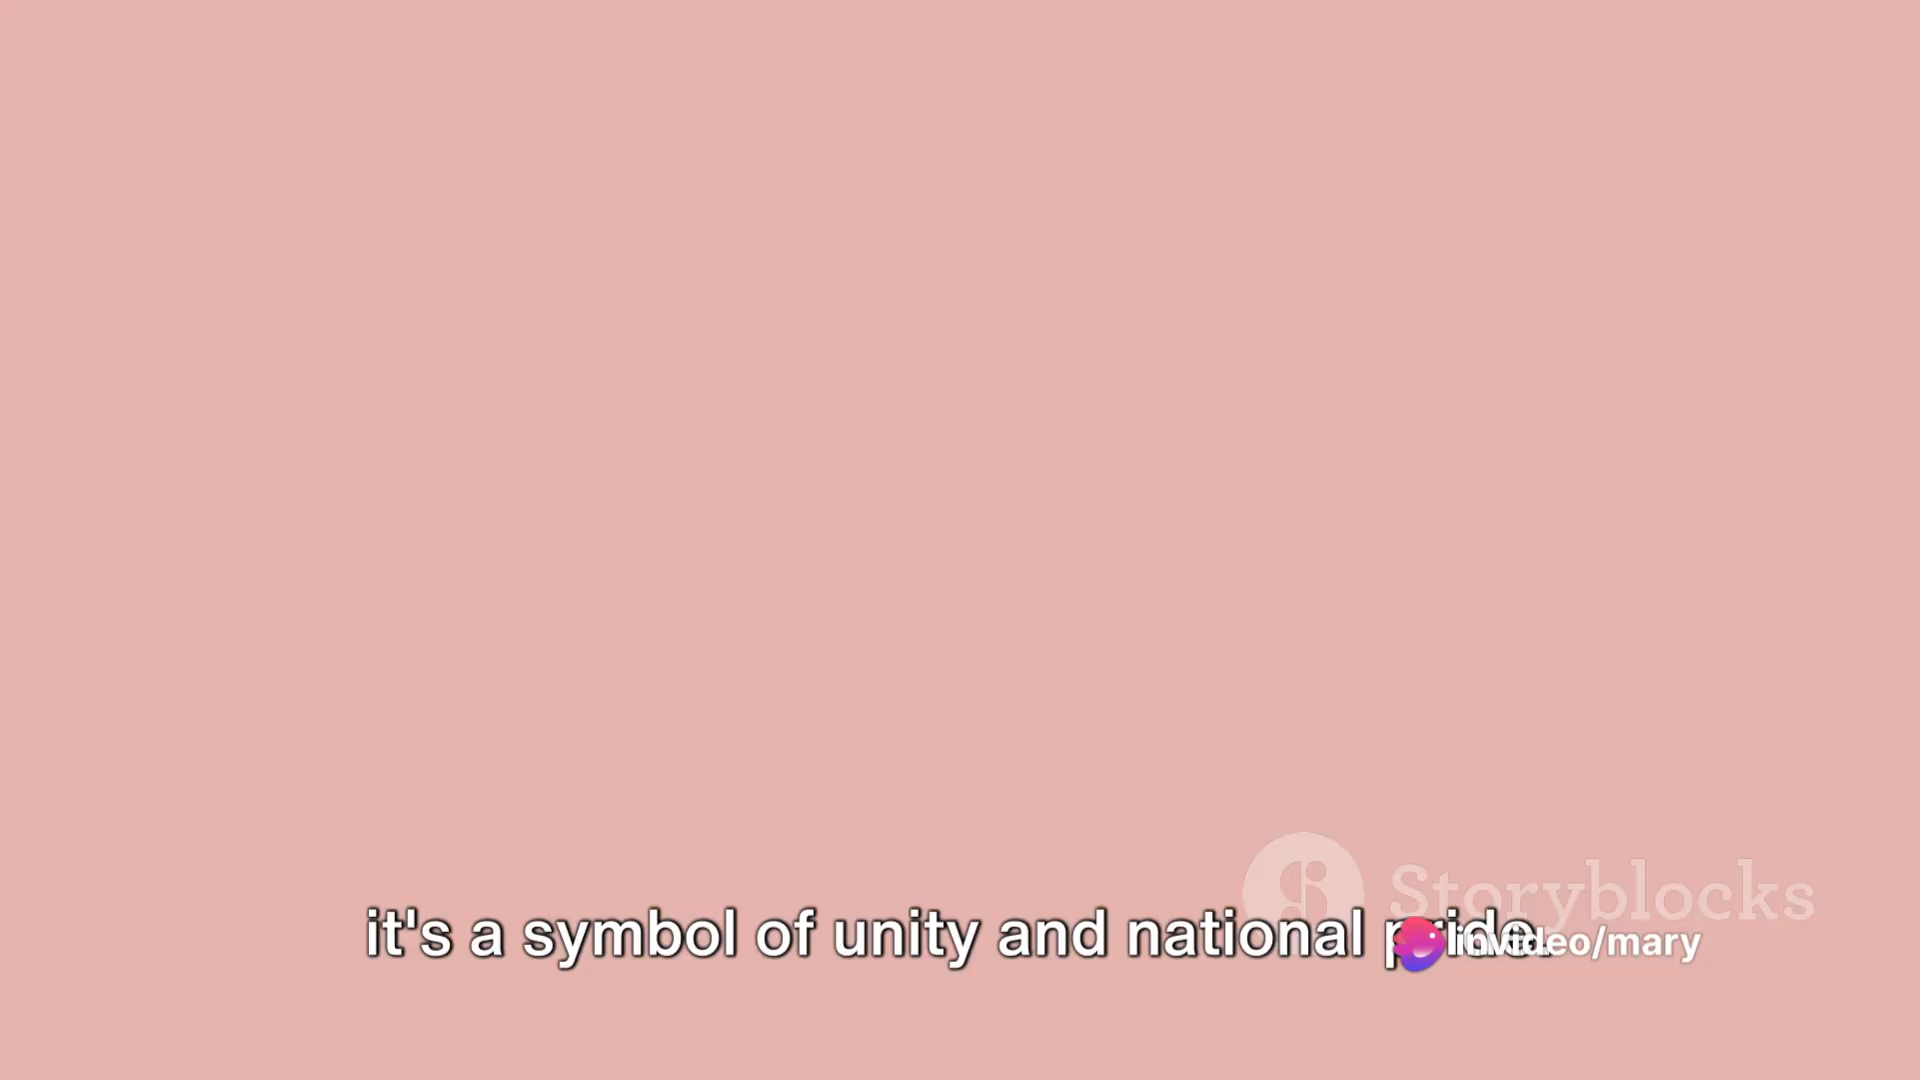 Storyblocks
it's a symbol of unity and national pride.
invideo/mary